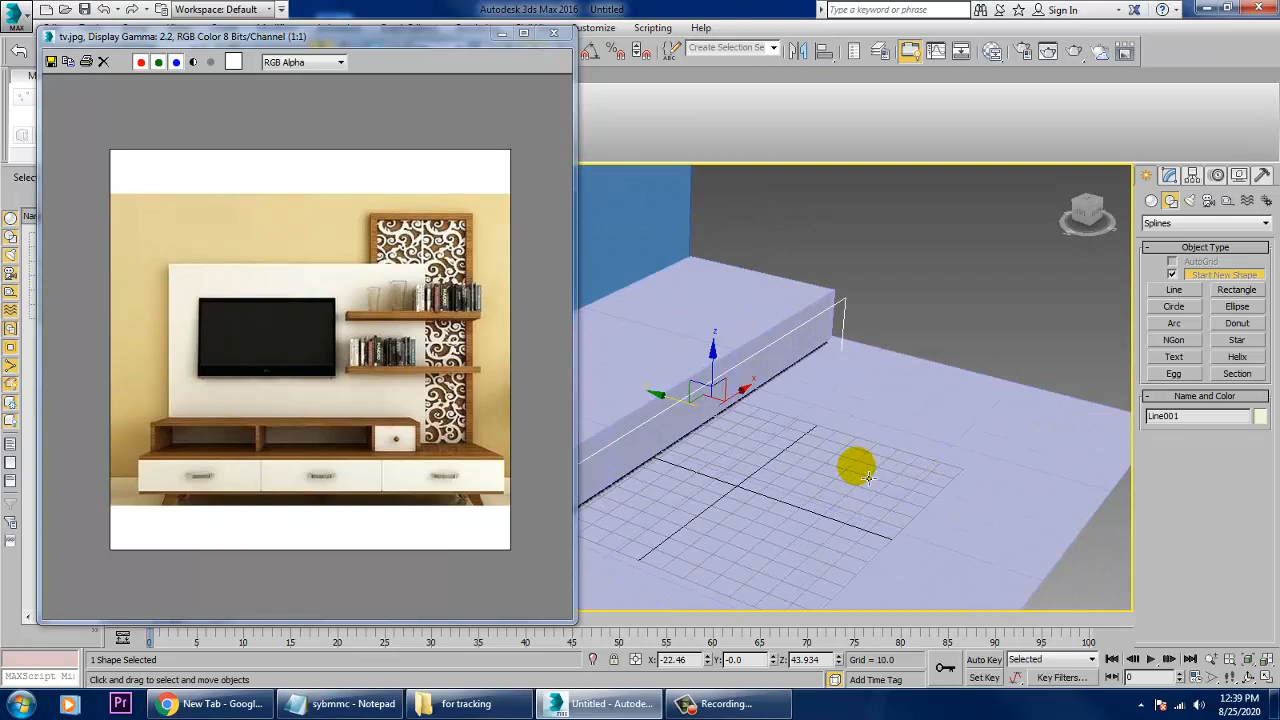 Workspace: Default
Autodesk 3ds Max 2016 Untitled
Type a keyword or phrase
Sign In
MAX
tv.jpg, Display Gamma: 2.2, RGB Color 8 Bits/Channel (1:1)
Customize Scripting Help
RGB Alpha
Create Selection Se
Splines
Object Type
AutoGrid
Start New Shape
Line Rectangle
Circle Ellipse
Arc Donut
NGon Star
Text Helix
Egg Section
Name and Color
Line001
z
x
0 5 10 15 20 25 30 35 40 45 50 55 60 65 70 75 80 85 90 95 100
1 Shape Selected
X: -22.46 Y: -0.0 Z: 43.934 Grid = 10.0
Auto Key Selected
MAXScript Mi
Click and drag to select and move objects
Add Time Tag
Set Key Key Filters... 0
New Tab - Googl... sybmmc - Notepad for tracking Untitled - Autode... Recording...
Pr
12:39 PM
8/25/2020